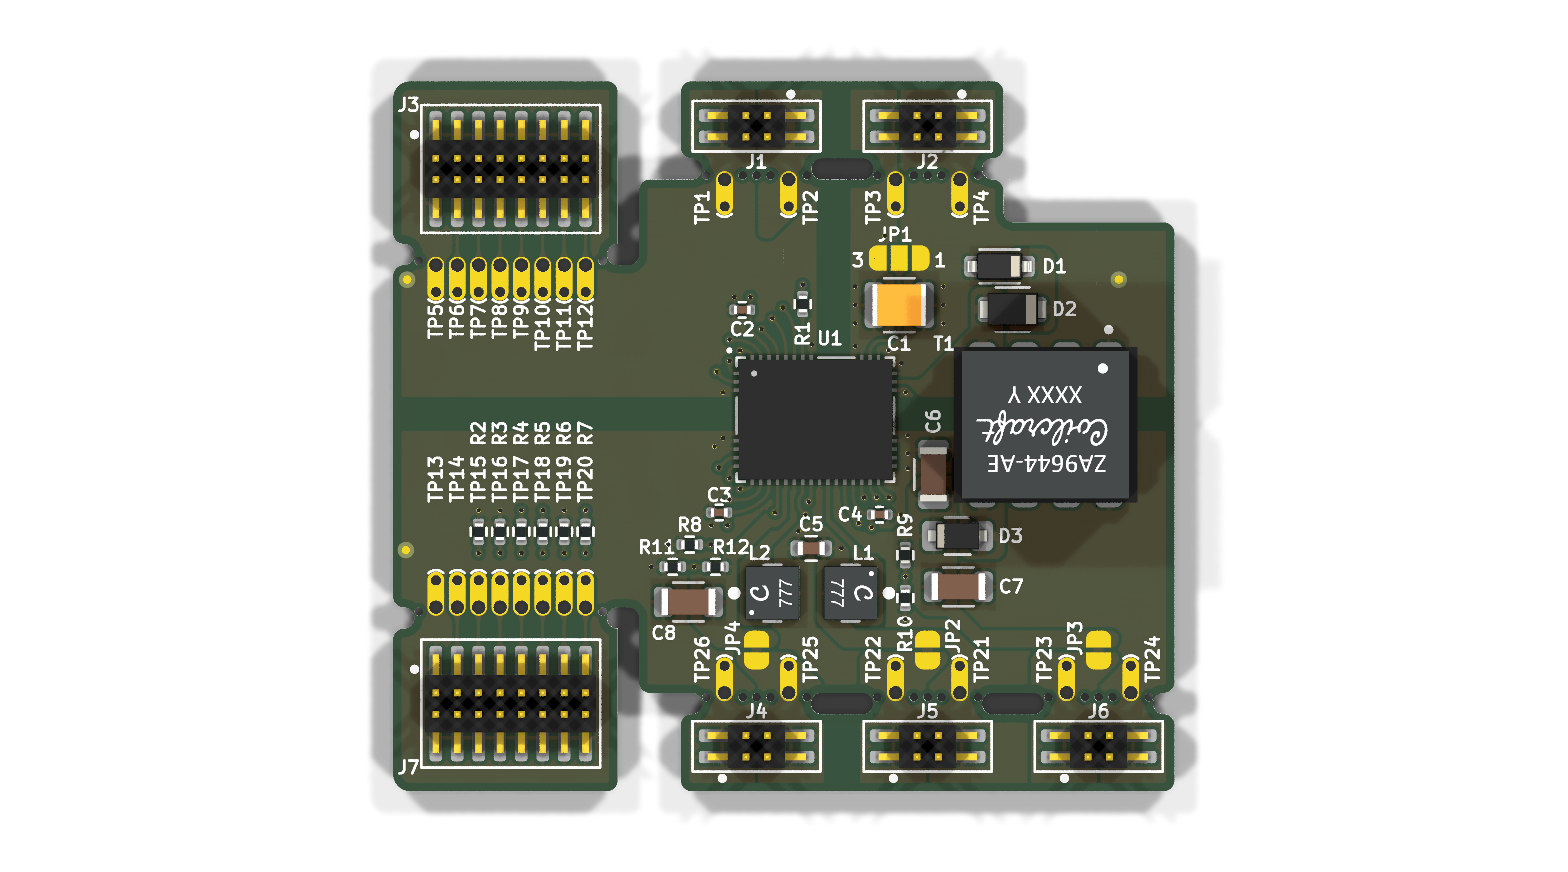 J3
J1
J2
TP1
TP2
TP3
TP4
JP1
3
1
D1
D2
TP5
TP6
TP7
TP8
TP9
TP10
TP11
TP12
C2
R1
U1
C1
T1
XXXX Y
Coilcraft
ZA9644-AE
C6
R2
R3
R4
R5
R6
R7
TP13
TP14
TP15
TP16
TP17
TP18
TP19
TP20
C3
C4
R9
R8
C5
D3
R11
R12
L2
L1
C
777
C
777
C7
C8
R10
TP26
JP4
TP25
TP22
JP2
TP21
TP23
JP3
TP24
J4
J5
J6
J7